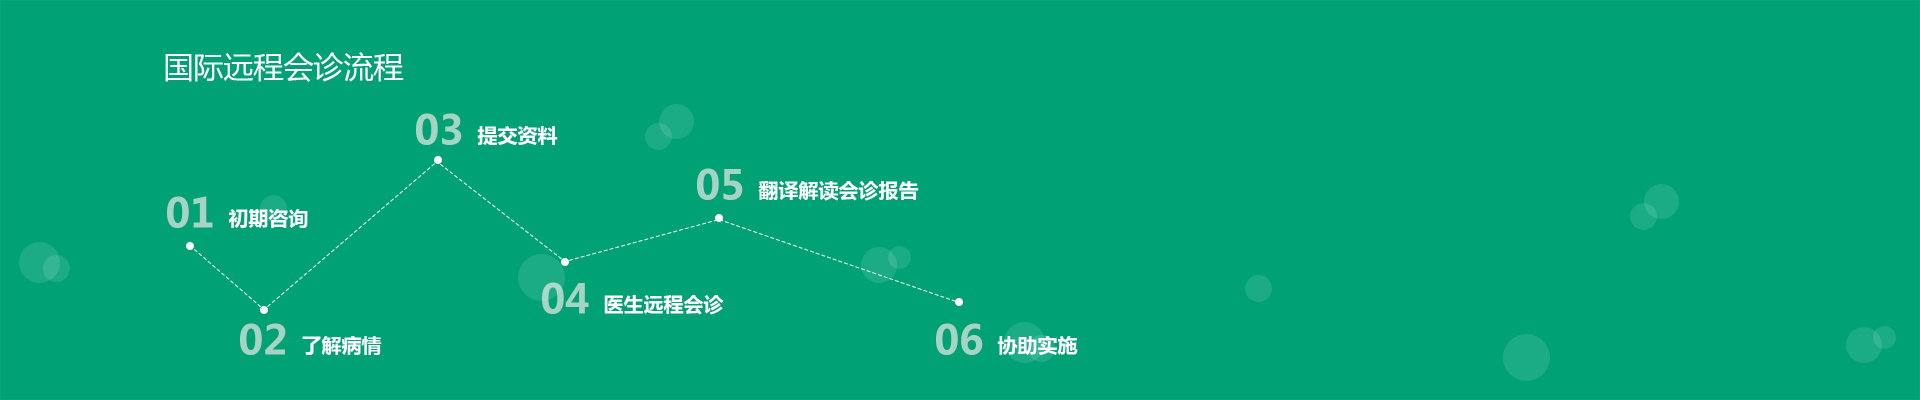 国际远程会诊流程
01 初期咨询
02 了解病情
03 提交资料
04 医生远程会诊
05 翻译解读会诊报告
06 协助实施